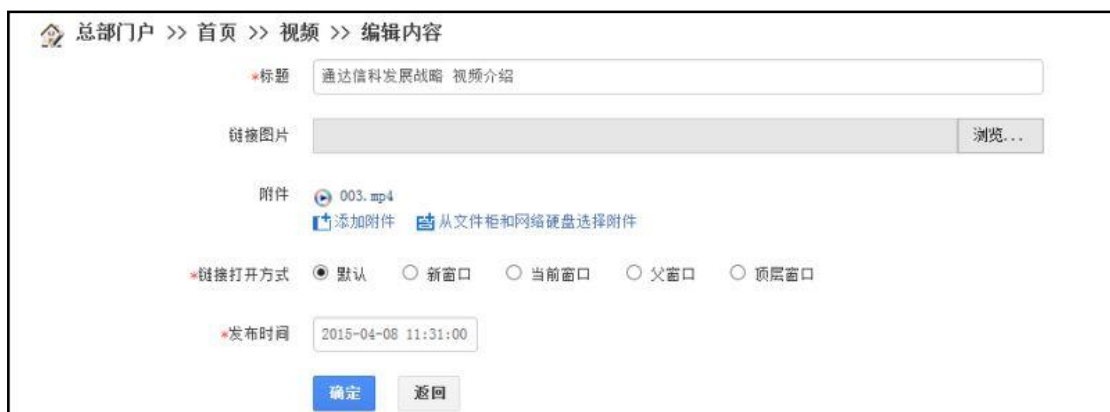 总部门户 >> 首页 >> 视频 >> 编辑内容
*标题 通达信科发展战略 视频介绍
链接图片 浏览...
附件 003.mp4
添加附件 从文件柜和网络硬盘选择附件
*链接打开方式 默认 新窗口 当前窗口 父窗口 顶层窗口
*发布时间 2015-04-08 11:31:00
确定 返回